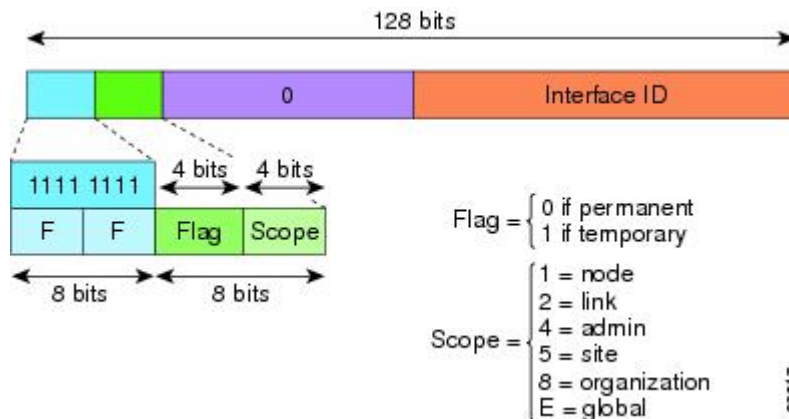 128 bits
0 Interface ID
4 bits 4 bits
1111 1111
F F Flag Scope
8 bits 8 bits
Flag = 0 if permanent
1 if temporary
Scope = 1 = node
2 = link
4 = admin
5 = site
8 = organization
E = global